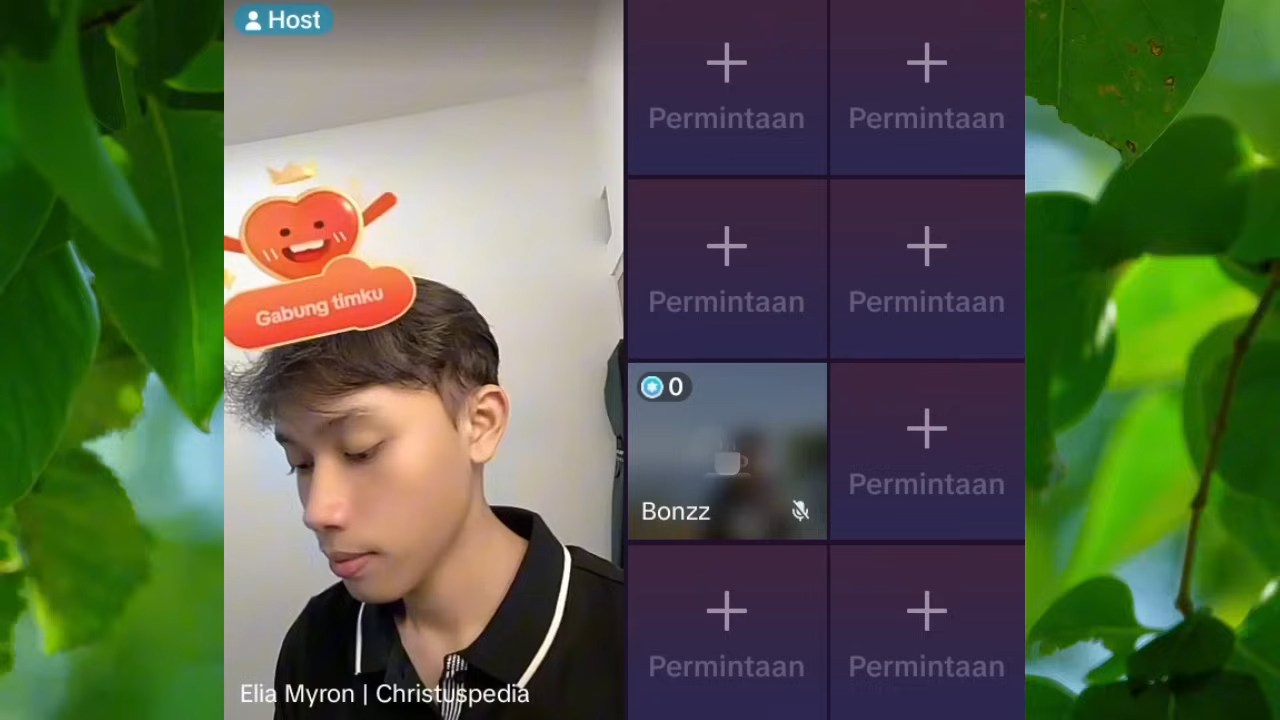 Host
Gabung timku
Elia Myron | Christuspedia
Permintaan
Permintaan
Permintaan
Permintaan
0
Bonzz
Permintaan
Permintaan
Permintaan